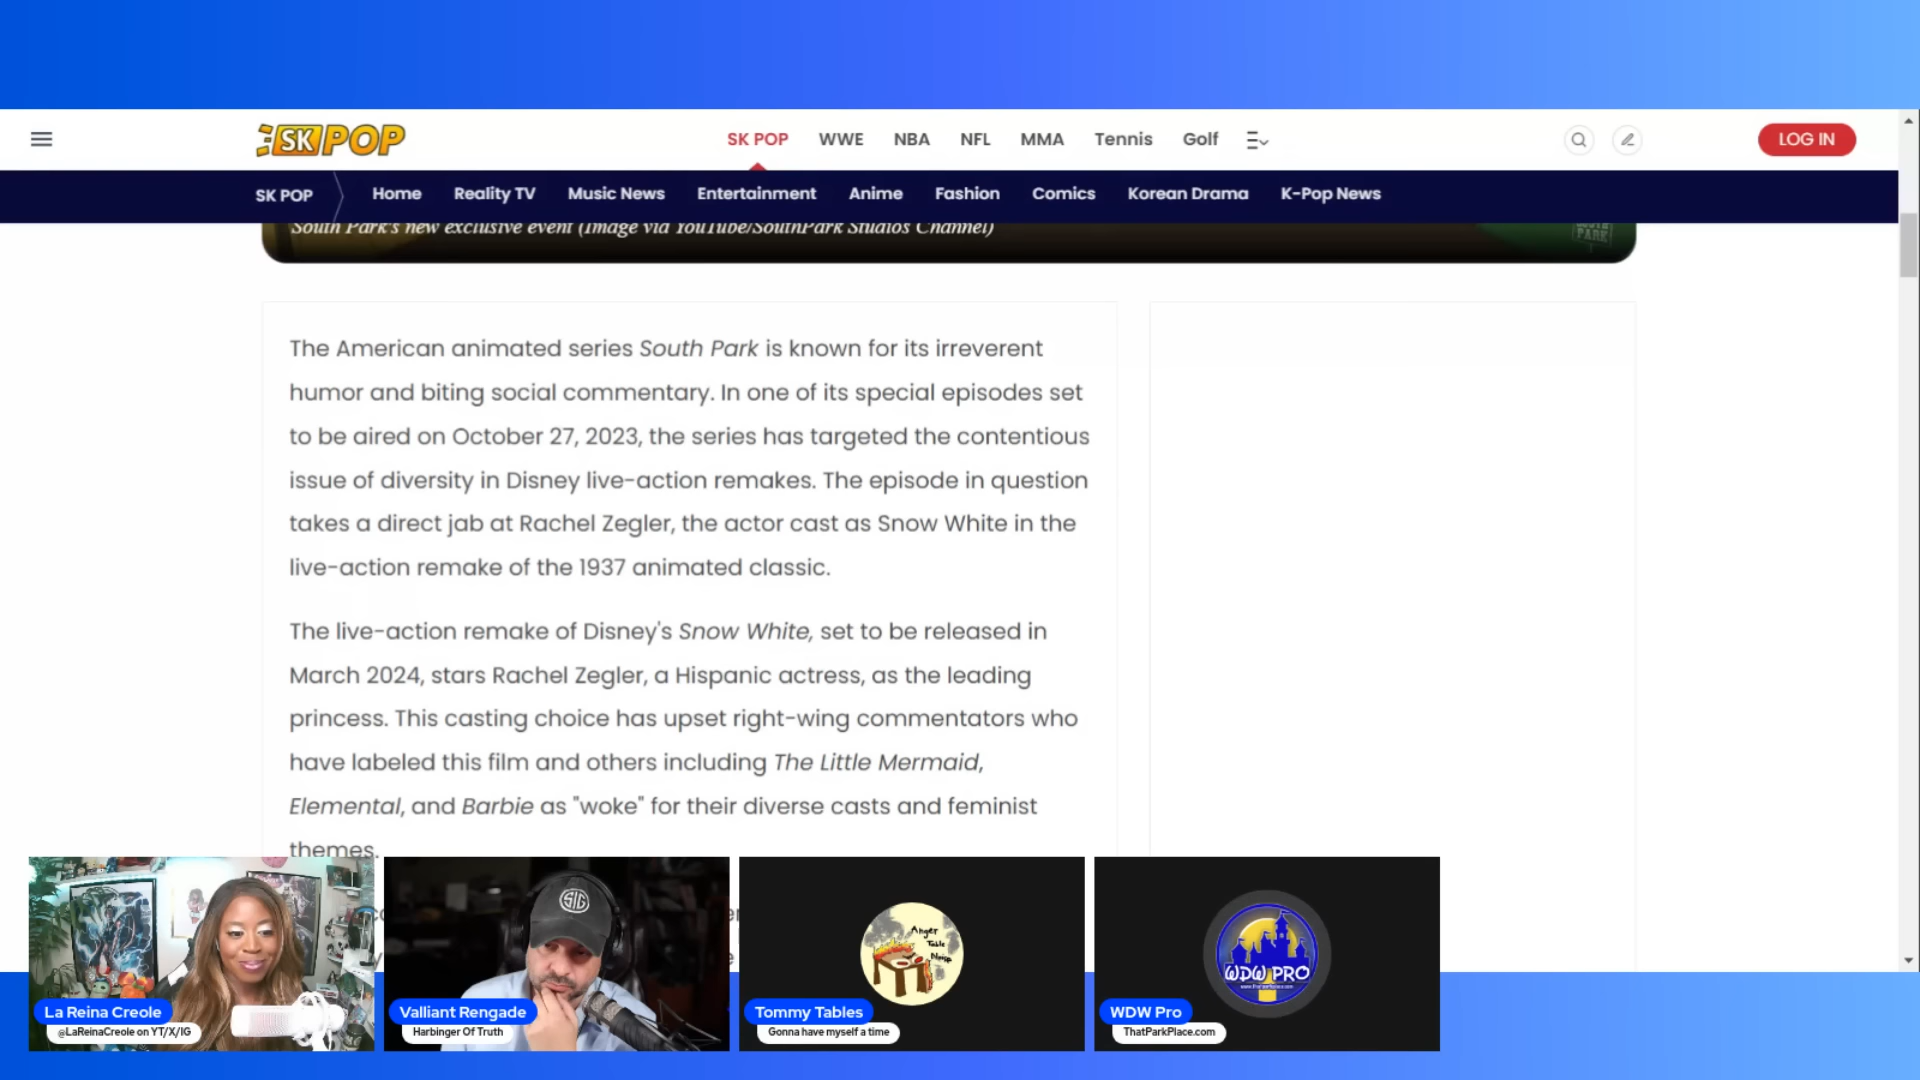 SK POP
SK POP WWE NBA NFL MMA Tennis Golf
LOG IN
SK POP Home Reality TV Music News Entertainment Anime Fashion Comics Korean Drama K-Pop News
South Park's new exclusive event (Image via YouTube/SouthPark Studios Channel)
PARK
The American animated series South Park is known for its irreverent
humor and biting social commentary. In one of its special episodes set
to be aired on October 27, 2023, the series has targeted the contentious
issue of diversity in Disney live-action remakes. The episode in question
takes a direct jab at Rachel Zegler, the actor cast as Snow White in the
live-action remake of the 1937 animated classic.
The live-action remake of Disney's Snow White, set to be released in
March 2024, stars Rachel Zegler, a Hispanic actress, as the leading
princess. This casting choice has upset right-wing commentators who
have labeled this film and others including The Little Mermaid,
Elemental, and Barbie as "woke" for their diverse casts and feminist
themes.
SIG
Anger
Table
Noise
WDW PRO
La Reina Creole
@LaReinaCreole on YT/X/IG
Valliant Rengade
Harbinger Of Truth
Tommy Tables
Gonna have myself a time
WDW Pro
ThatParkPlace.com